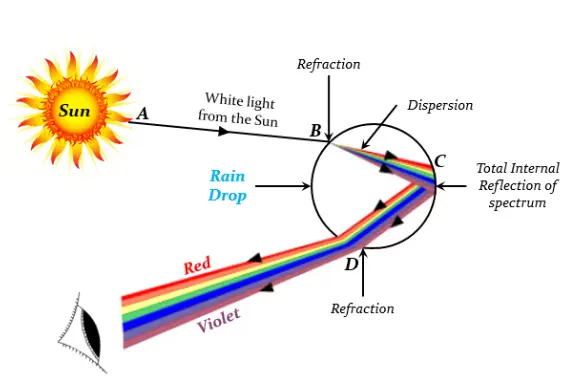 Refraction
Sun
A
White light
from the Sun
Dispersion
B
C
Rain
Drop
Total Internal
Reflection of
spectrum
D
Red
Refraction
Violet